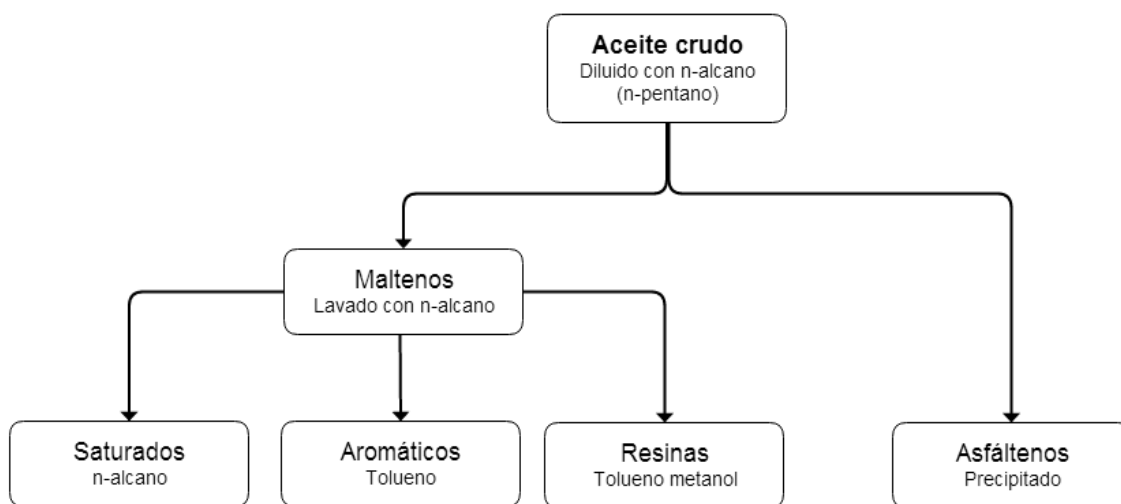 Aceite crudo
Diluido con n-alcano
(n-pentano)
Maltenos
Lavado con n-alcano
Saturados
n-alcano
Aromáticos
Tolueno
Resinas
Tolueno metanol
Asfáltenos
Precipitado